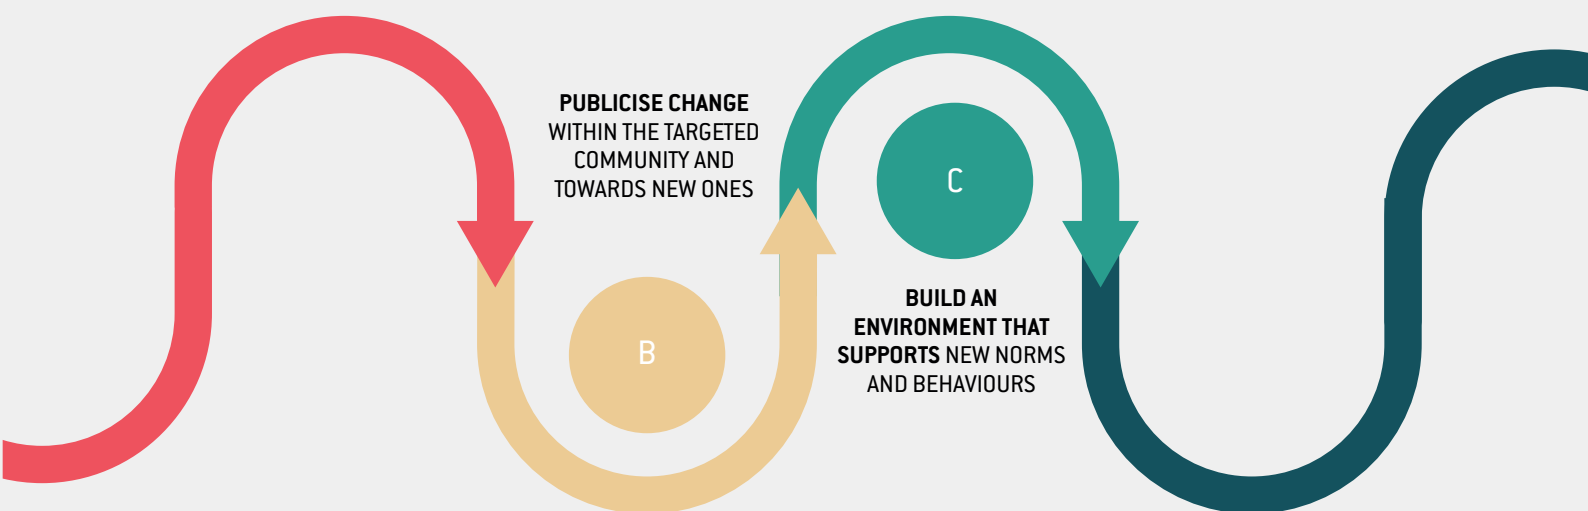 PUBLICISE CHANGE
WITHIN THE TARGETED
COMMUNITY AND
TOWARDS NEW ONES
B
C
BUILD AN
ENVIRONMENT THAT
SUPPORTS NEW NORMS
AND BEHAVIOURS